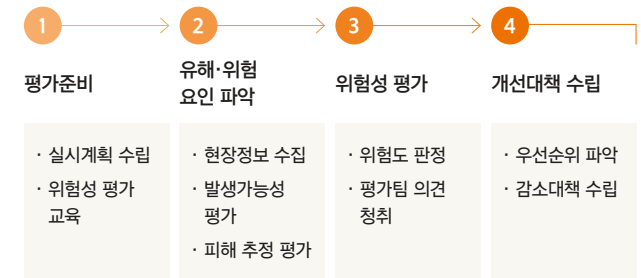 1
2
3
4
평가준비
유해·위험
요인 파악
위험성 평가
개선대책 수립
· 실시계획 수립
· 위험성 평가
교육
· 현장정보 수집
· 발생가능성
평가
· 피해 추정 평가
· 위험도 판정
· 평가팀 의견
청취
· 우선순위 파악
· 감소대책 수립